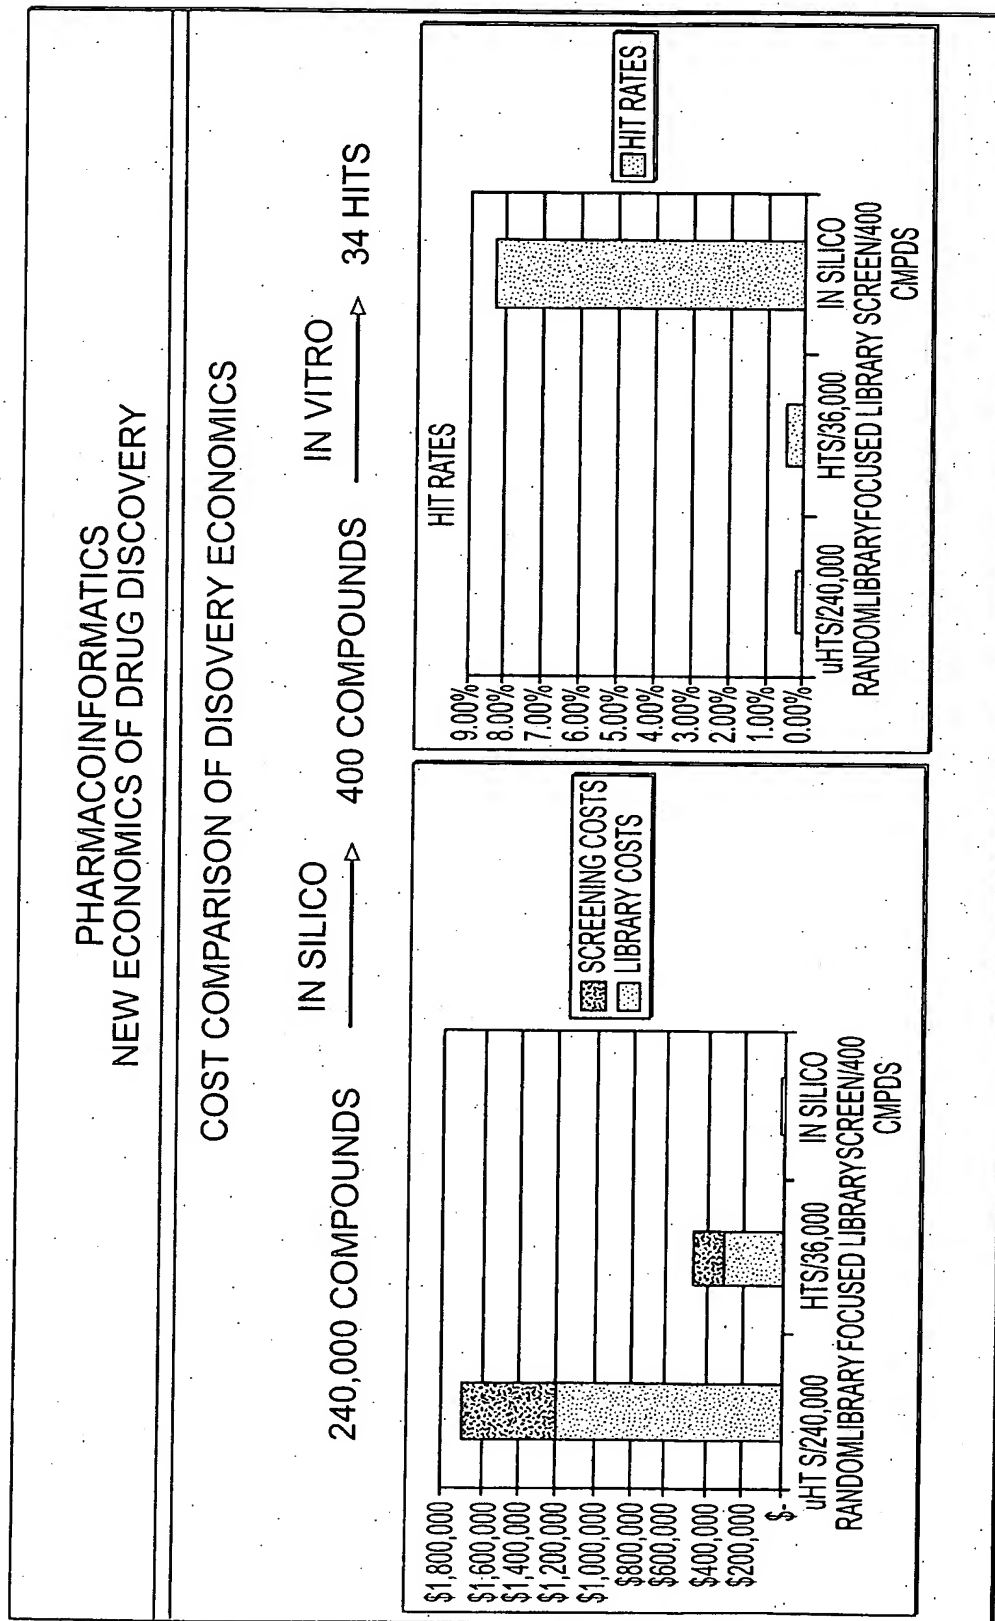 PHARMACOINFORMATICS
NEW ECONOMICS OF DRUG DISCOVERY
COST COMPARISON OF DISOVERY ECONOMICS
240,000 COMPOUNDS IN SILICO 400 COMPOUNDS IN VITRO 34 HITS
$1,800,000
$1,600,000
$1,400,000
$1,200,000
$1,000,000
$800,000
$600,000
$400,000
$200,000
$-
uHT S/240,000 HTS/36,000 IN SILICO
RANDOMLIBRARY FOCUSED LIBRARYSCREEN/400
CMPDS
SCREENING COSTS
LIBRARY COSTS
HIT RATES
9.00%
8.00%
7.00%
6.00%
5.00%
4.00%
3.00%
2.00%
1.00%
0.00%
uHTS/240,000 HTS/36,000 IN SILICO
RANDOMLIBRARYFOCUSED LIBRARY SCREEN/400
CMPDS
HIT RATES